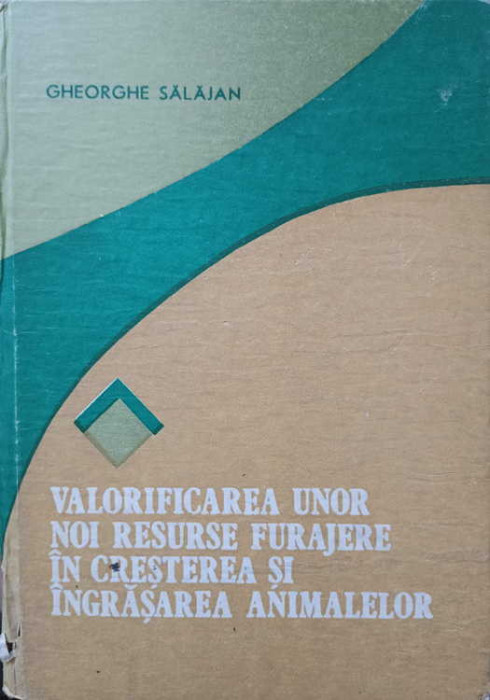 GHEORGHE SĂLĂJAN
VALORIFICAREA UNOR
NOI RESURSE FURAJERE
ÎN CREȘTEREA ȘI
ÎNGRĂȘAREA ANIMALELOR